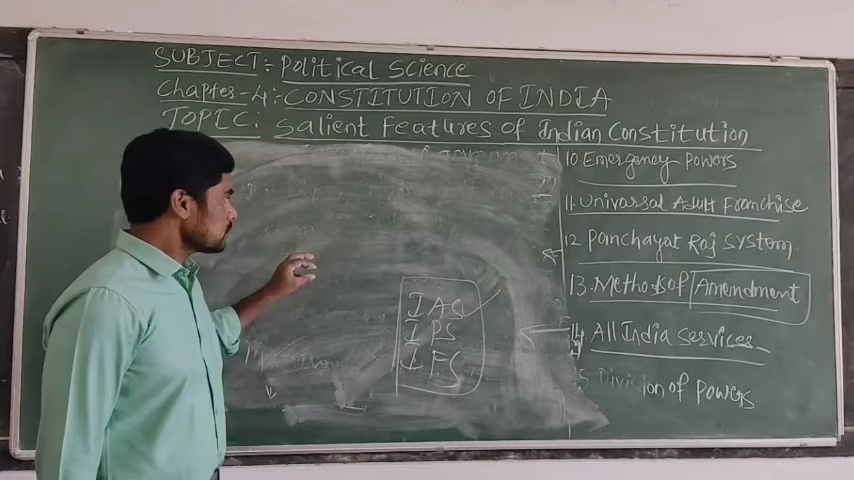 SUBJECT:- Political Science
Chapter-4:- CONSTITUTION OF INDIA
TOPIC: Salient Features of Indian Constitution
10 Emergency Powers
11. Universal Adult Franchise
12 Panchayat Raj System
13. Methods of Amendment
14. All India Services
Division of Powers
IAS
IPS
IFS